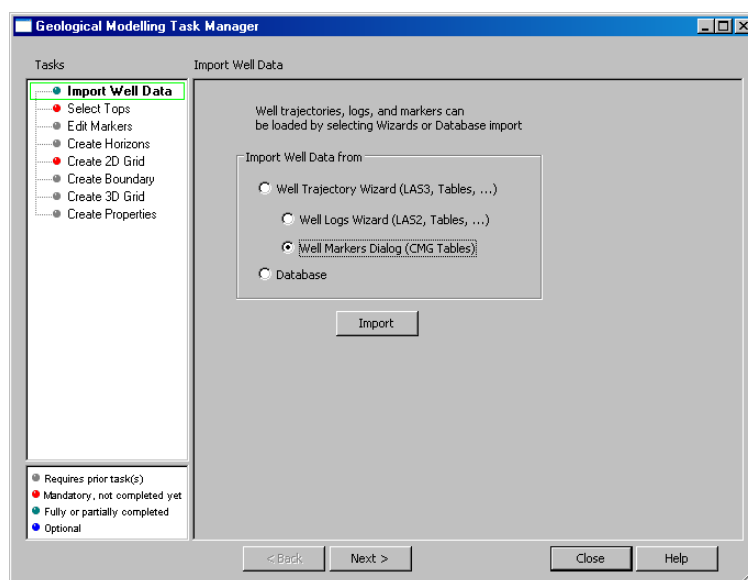 Geological Modelling Task Manager
Tasks
Import Well Data
Import Well Data
Select Tops
Edit Markers
Create Horizons
Create 2D Grid
Create Boundary
Create 3D Grid
Create Properties
Requires prior task(s)
Mandatory, not completed yet
Fully or partially completed
Optional
Well trajectories, logs, and markers can
be loaded by selecting Wizards or Database import
Import Well Data from
Well Trajectory Wizard (LAS3, Tables, ...)
Well Logs Wizard (LAS2, Tables, ...)
Well Markers Dialog (CMG Tables)
Database
Import
< Back
Next >
Close
Help